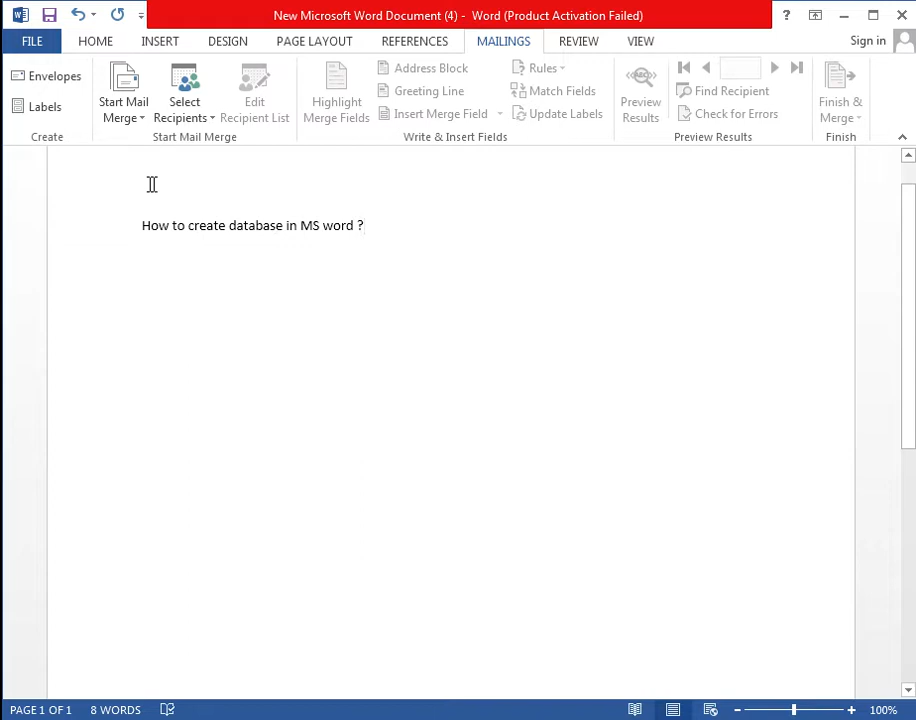 New Microsoft Word Document (4) - Word (Product Activation Failed)
FILE HOME INSERT DESIGN PAGE LAYOUT REFERENCES MAILINGS REVIEW VIEW Sign in
Envelopes
Labels
Create
Start Mail Merge
Select Recipients
Edit Recipient List
Start Mail Merge
Highlight Merge Fields
Address Block
Greeting Line
Insert Merge Field
Rules
Match Fields
Update Labels
Write & Insert Fields
Preview Results
ABC
Find Recipient
Check for Errors
Preview Results
Finish & Merge
Finish
How to create database in MS word ?
PAGE 1 OF 1 8 WORDS 100%